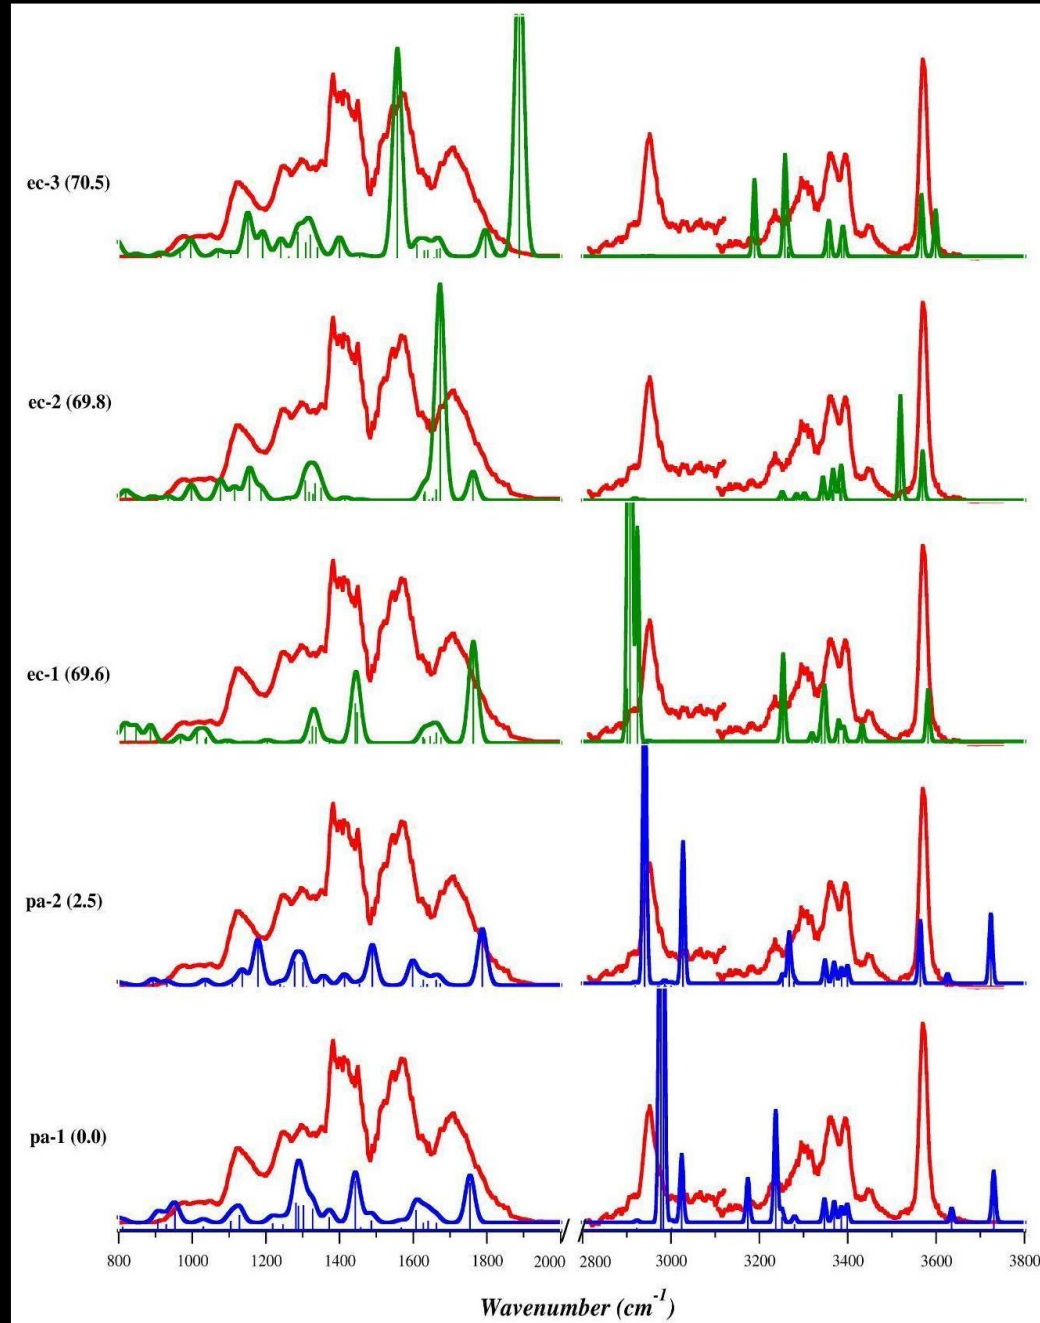 ec-3 (70.5)
ec-2 (69.8)
ec-1 (69.6)
pa-2 (2.5)
pa-1 (0.0)
800 1000 1200 1400 1600 1800 2000 2800 3000 3200 3400 3600 3800
Wavenumber (cm⁻¹)